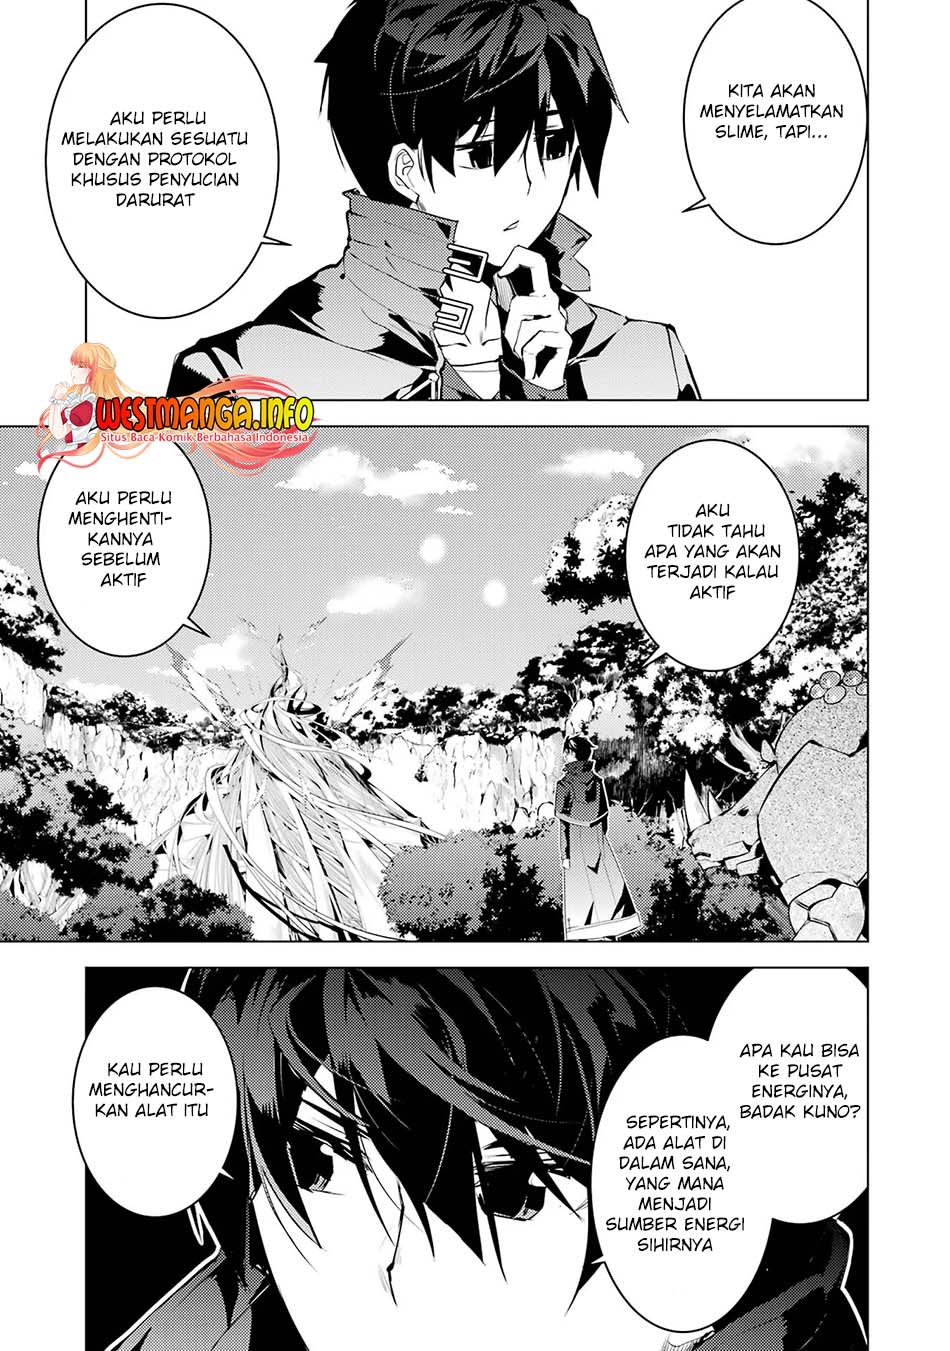 KITA AKAN
MENYELAMATKAN
SLIME, TAPI...
AKU PERLU
MELAKUKAN SESUATU
DENGAN PROTOKOL
KHUSUS PENYUCIAN
DARURAT
WESTMANGA.INFO
Situs Baca Komik Berbahasa Indonesia
AKU
TIDAK TAHU
APA YANG AKAN
TERJADI KALAU
AKTIF
AKU PERLU
MENGHENTI-
KANNYA
SEBELUM
AKTIF
APA KAU BISA
KE PUSAT
ENERGINYA,
BADAK KUNO?
SEPERTINYA,
ADA ALAT DI
DALAM SANA,
YANG MANA
MENJADI
SUMBER ENERGI
SIHIRNYA
KAU PERLU
MENGHANCUR-
KAN ALAT ITU